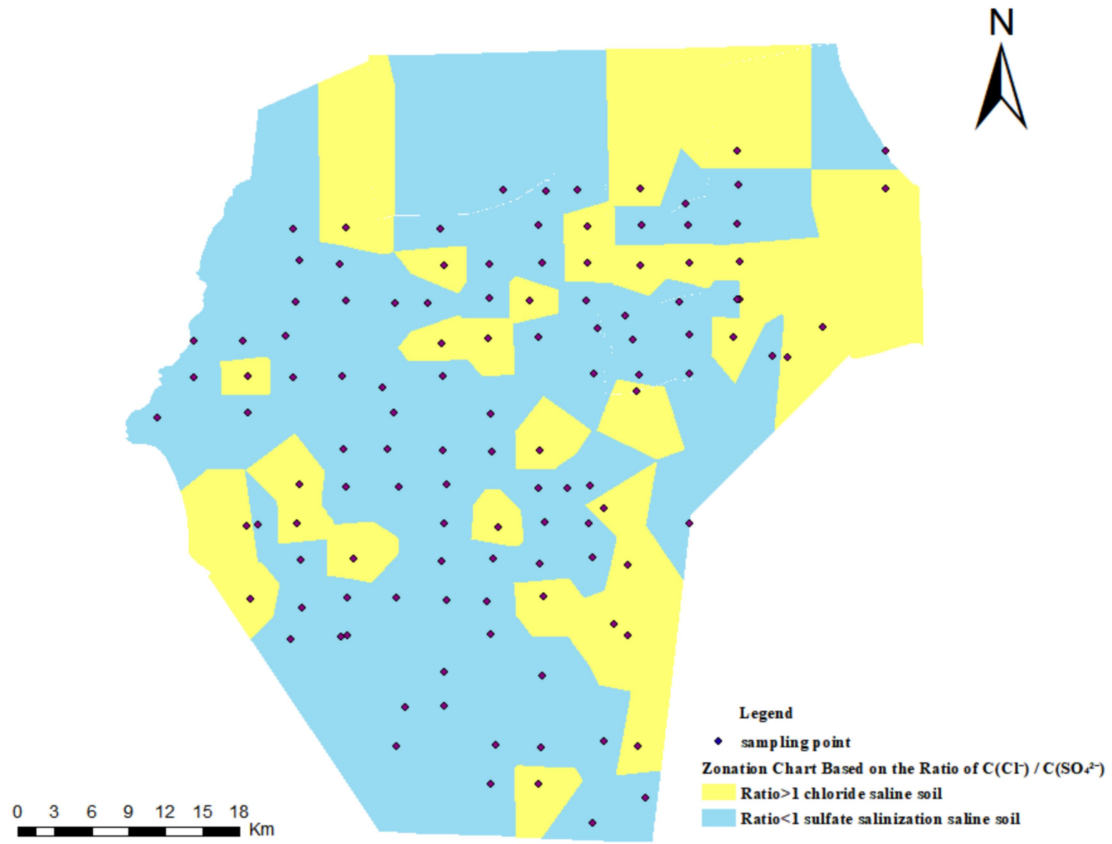 N
Legend
sampling point
Zonation Chart Based on the Ratio of C(Cl⁻) / C(SO₄²⁻)
Ratio>1 chloride saline soil
Ratio<1 sulfate salinization saline soil
0 3 6 9 12 15 18
Km